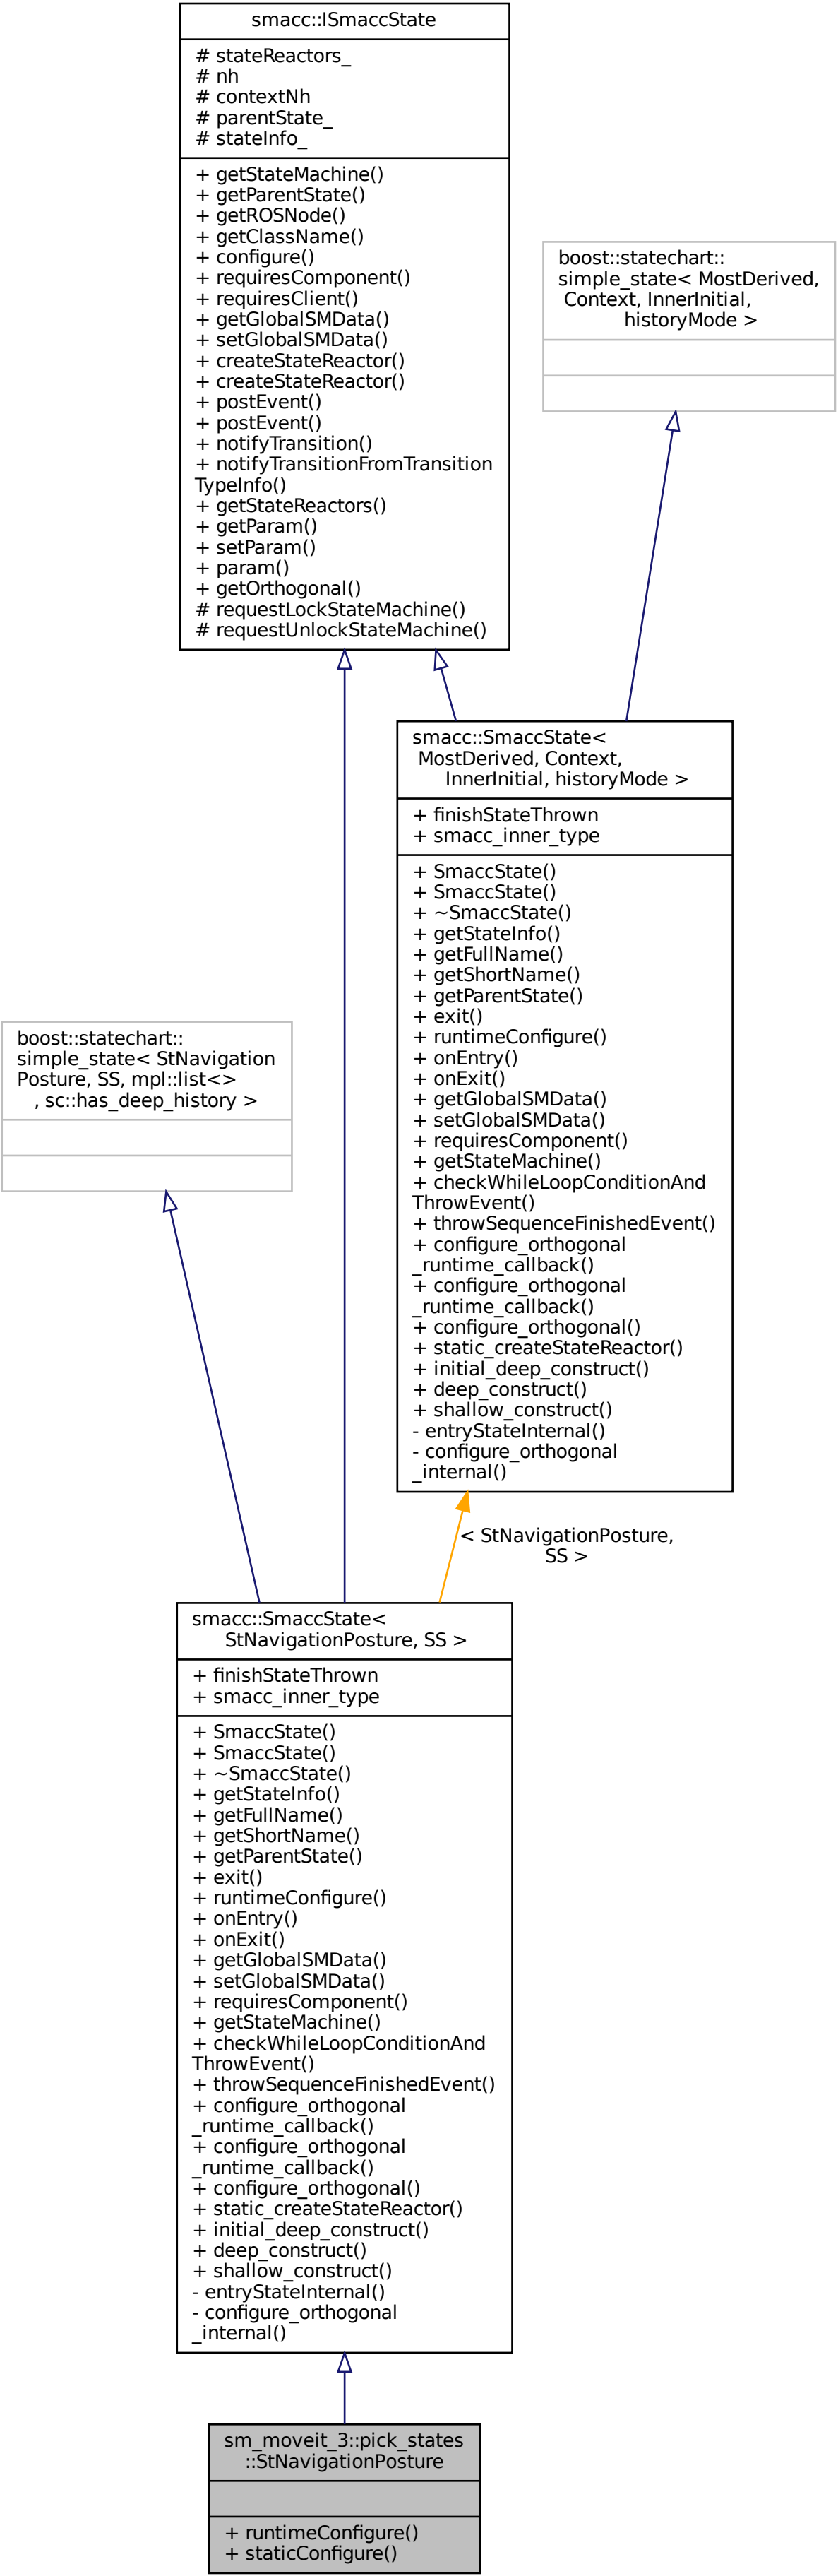 smacc::ISmaccState
# stateReactors_
# nh
# contextNh
# parentState_
# stateInfo_
+ getStateMachine()
+ getParentState()
+ getROSNode()
+ getClassName()
+ configure()
+ requiresComponent()
+ requiresClient()
+ getGlobalSMData()
+ setGlobalSMData()
+ createStateReactor()
+ createStateReactor()
+ postEvent()
+ postEvent()
+ notifyTransition()
+ notifyTransitionFromTransition
TypeInfo()
+ getStateReactors()
+ getParam()
+ setParam()
+ param()
+ getOrthogonal()
# requestLockStateMachine()
# requestUnlockStateMachine()
boost::statechart::
simple_state< MostDerived,
Context, InnerInitial,
historyMode >
smacc::SmaccState<
MostDerived, Context,
InnerInitial, historyMode >
+ finishStateThrown
+ smacc_inner_type
+ SmaccState()
+ SmaccState()
+ ~SmaccState()
+ getStateInfo()
+ getFullName()
+ getShortName()
+ getParentState()
+ exit()
+ runtimeConfigure()
+ onEntry()
+ onExit()
+ getGlobalSMData()
+ setGlobalSMData()
+ requiresComponent()
+ getStateMachine()
+ checkWhileLoopConditionAnd
ThrowEvent()
+ throwSequenceFinishedEvent()
+ configure_orthogonal
_runtime_callback()
+ configure_orthogonal
_runtime_callback()
+ configure_orthogonal()
+ static_createStateReactor()
+ initial_deep_construct()
+ deep_construct()
+ shallow_construct()
- entryStateInternal()
- configure_orthogonal
_internal()
boost::statechart::
simple_state< StNavigation
Posture, SS, mpl::list<>
, sc::has_deep_history >
< StNavigationPosture,
SS >
smacc::SmaccState<
StNavigationPosture, SS >
+ finishStateThrown
+ smacc_inner_type
+ SmaccState()
+ SmaccState()
+ ~SmaccState()
+ getStateInfo()
+ getFullName()
+ getShortName()
+ getParentState()
+ exit()
+ runtimeConfigure()
+ onEntry()
+ onExit()
+ getGlobalSMData()
+ setGlobalSMData()
+ requiresComponent()
+ getStateMachine()
+ checkWhileLoopConditionAnd
ThrowEvent()
+ throwSequenceFinishedEvent()
+ configure_orthogonal
_runtime_callback()
+ configure_orthogonal
_runtime_callback()
+ configure_orthogonal()
+ static_createStateReactor()
+ initial_deep_construct()
+ deep_construct()
+ shallow_construct()
- entryStateInternal()
- configure_orthogonal
_internal()
sm_moveit_3::pick_states
::StNavigationPosture
+ runtimeConfigure()
+ staticConfigure()